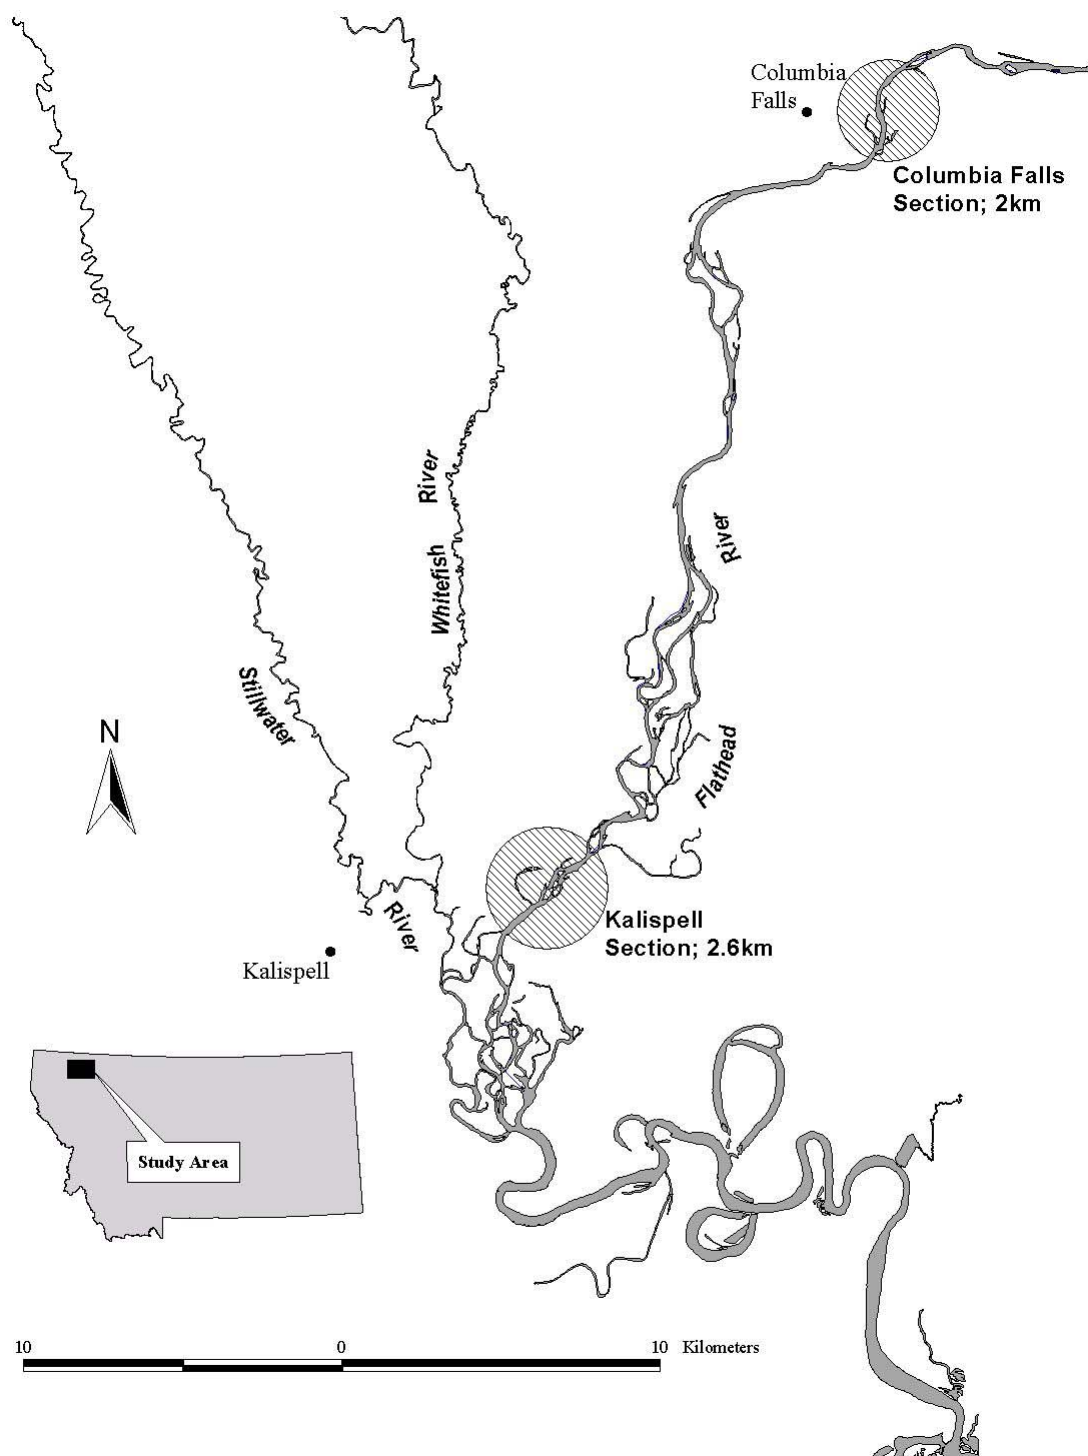 Columbia
Falls
Columbia Falls
Section; 2km
River
Whitefish
River
Stillwater
River
Flathead
N
Kalispell
Section; 2.6km
Kalispell
Study Area
10 0 10 Kilometers